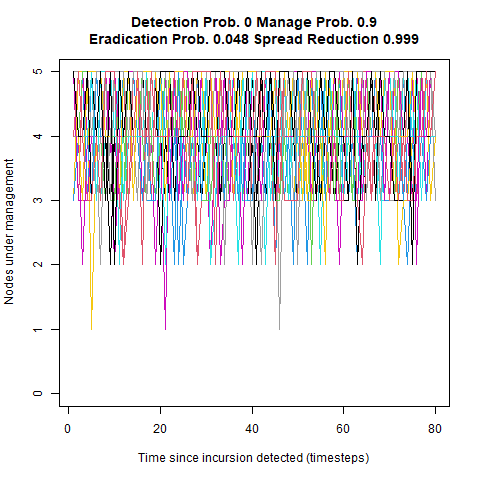 Detection Prob. 0 Manage Prob. 0.9
Eradication Prob. 0.048 Spread Reduction 0.999
Nodes under management
5
4
3
2
1
0
0 20 40 60 80
Time since incursion detected (timesteps)